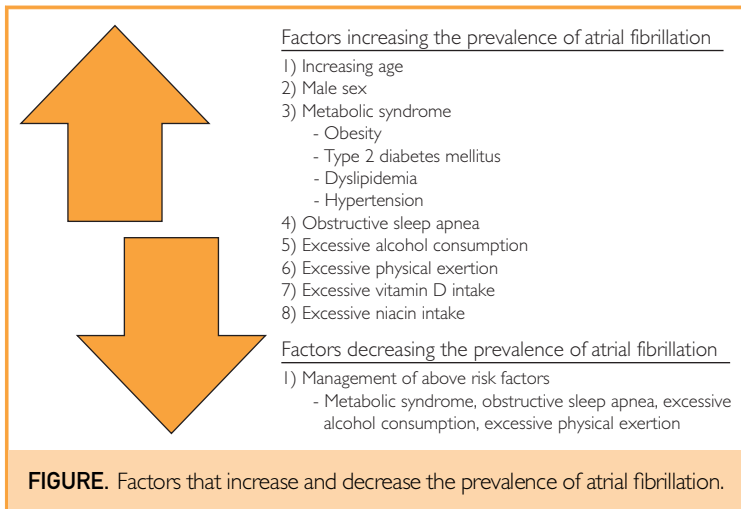 Factors increasing the prevalence of atrial fibrillation
1) Increasing age
2) Male sex
3) Metabolic syndrome
- Obesity
- Type 2 diabetes mellitus
- Dyslipidemia
- Hypertension
4) Obstructive sleep apnea
5) Excessive alcohol consumption
6) Excessive physical exertion
7) Excessive vitamin D intake
8) Excessive niacin intake
Factors decreasing the prevalence of atrial fibrillation
1) Management of above risk factors
- Metabolic syndrome, obstructive sleep apnea, excessive
alcohol consumption, excessive physical exertion
FIGURE. Factors that increase and decrease the prevalence of atrial fibrillation.